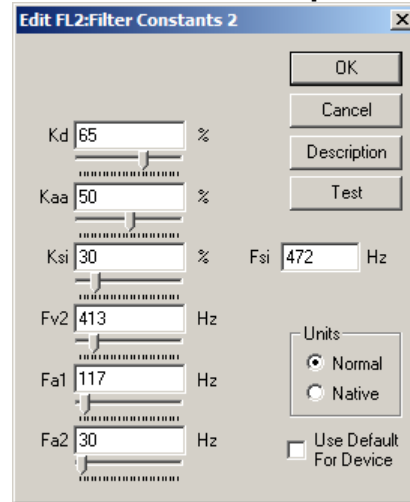 Edit FL2:Filter Constants 2
OK
Cancel
Description
Test
Kd 65 %
Kaa 50 %
Ksi 30 % Fsi 472 Hz
Fv2 413 Hz
Fa1 117 Hz
Fa2 30 Hz
Units
Normal
Native
Use Default
For Device